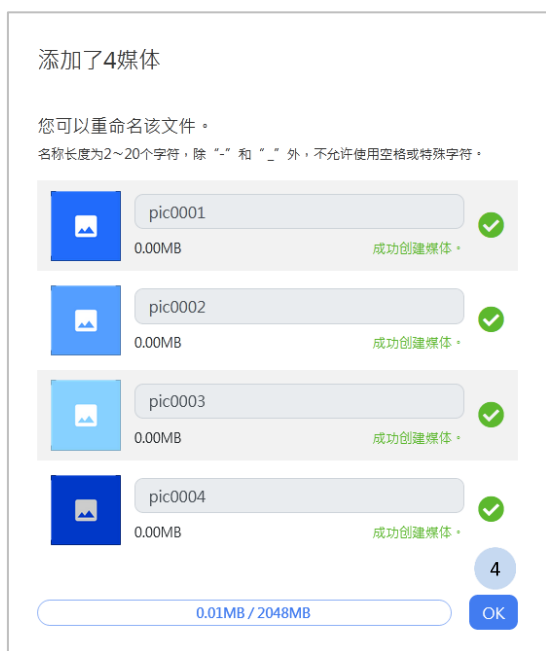 添加了4媒体
您可以重命名该文件。
名称长度为2~20个字符，除“-”和“_”外，不允许使用空格或特殊字符。
pic0001
0.00MB 成功创建媒体。
pic0002
0.00MB 成功创建媒体。
pic0003
0.00MB 成功创建媒体。
pic0004
0.00MB 成功创建媒体。
4
0.01MB / 2048MB OK